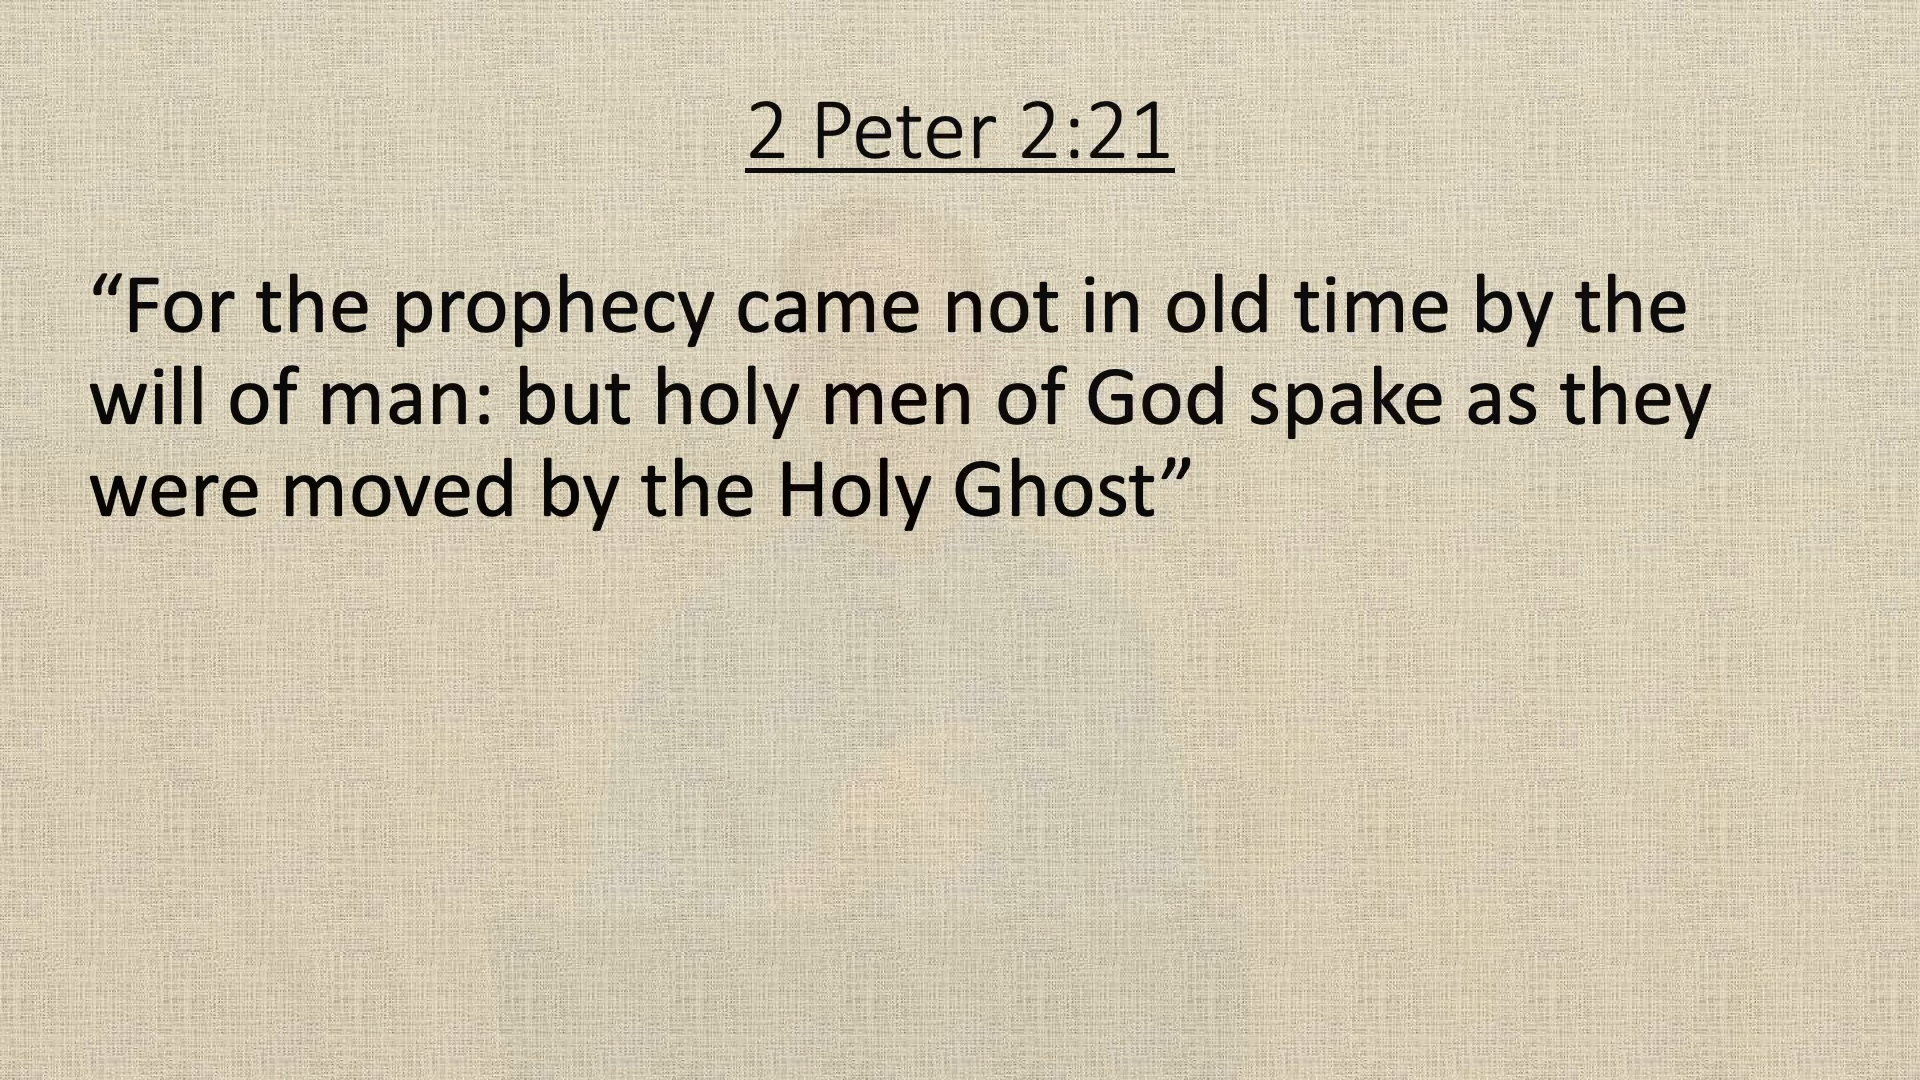 2 Peter 2:21
“For the prophecy came not in old time by the
will of man: but holy men of God spake as they
were moved by the Holy Ghost”